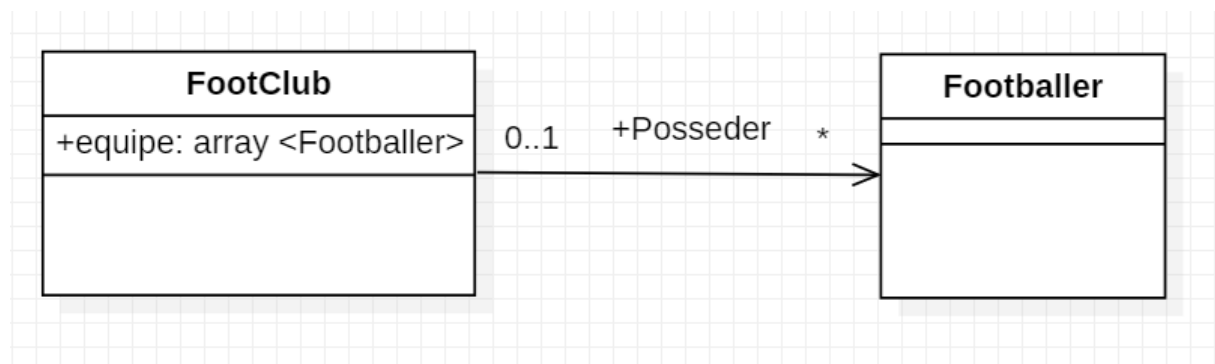 FootClub
+equipe: array <Footballer>
0..1
+Posseder
*
Footballer